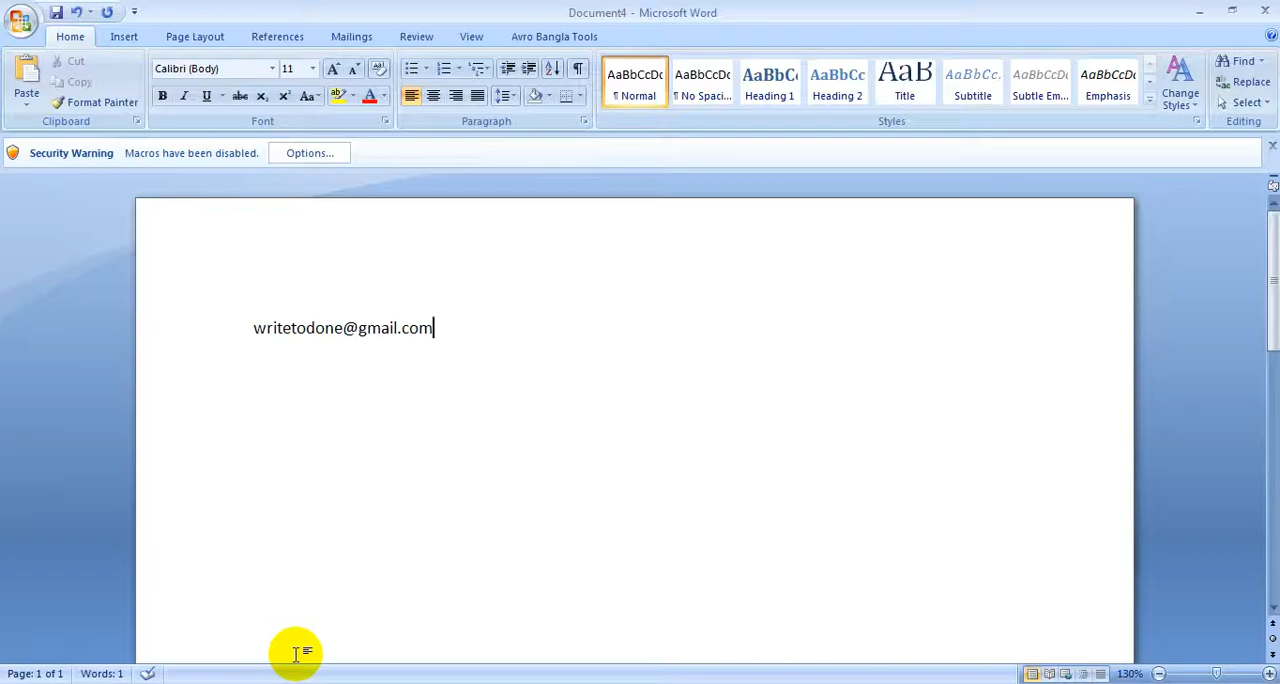 Document4 - Microsoft Word
Home Insert Page Layout References Mailings Review View Avro Bangla Tools
Paste
Cut
Copy
Format Painter
Clipboard
Calibri (Body) 11
Font
Paragraph
AaBbCcDc AaBbCcDc AaBbCc AaBbCc AaB AaBbCc. AaBbCcDc AaBbCcDc
¶ Normal ¶ No Spaci... Heading 1 Heading 2 Title Subtitle Subtle Em... Emphasis
Styles
Change
Styles
Find
Replace
Select
Editing
Security Warning Macros have been disabled. Options...
writetodone@gmail.com
Page: 1 of 1 Words: 1 130%